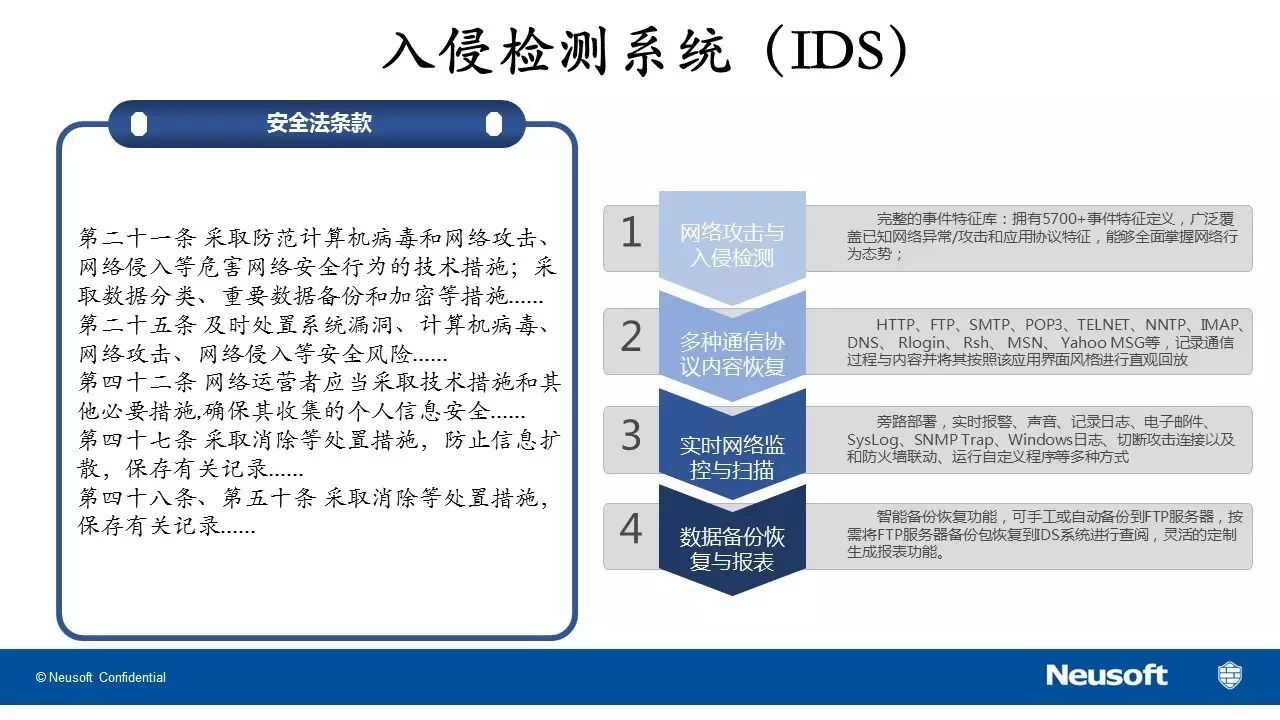 入侵检测系统（IDS）
安全法条款
第二十一条 采取防范计算机病毒和网络攻击、
网络侵入等危害网络安全行为的技术措施；采
取数据分类、重要数据备份和加密等措施......
第二十五条 及时处置系统漏洞、计算机病毒、
网络攻击、网络侵入等安全风险......
第四十二条 网络运营者应当采取技术措施和其
他必要措施,确保其收集的个人信息安全......
第四十七条 采取消除等处置措施，防止信息扩
散，保存有关记录......
第四十八条、第五十条 采取消除等处置措施，
保存有关记录......
1
网络攻击与
入侵检测
完整的事件特征库：拥有5700+事件特征定义，广泛覆
盖已知网络异常/攻击和应用协议特征，能够全面掌握网络行
为态势；
2
多种通信协
议内容恢复
HTTP、FTP、SMTP、POP3、TELNET、NNTP、IMAP、
DNS、 Rlogin、 Rsh、 MSN、 Yahoo MSG等，记录通信
过程与内容并将其按照该应用界面风格进行直观回放
3
实时网络监
控与扫描
旁路部署，实时报警、声音、记录日志、电子邮件、
SysLog、SNMP Trap、Windows日志、切断攻击连接以及
和防火墙联动、运行自定义程序等多种方式
4
数据备份恢
复与报表
智能备份恢复功能，可手工或自动备份到FTP服务器，按
需将FTP服务器备份包恢复到IDS系统进行查阅，灵活的定制
生成报表功能。
© Neusoft Confidential
Neusoft